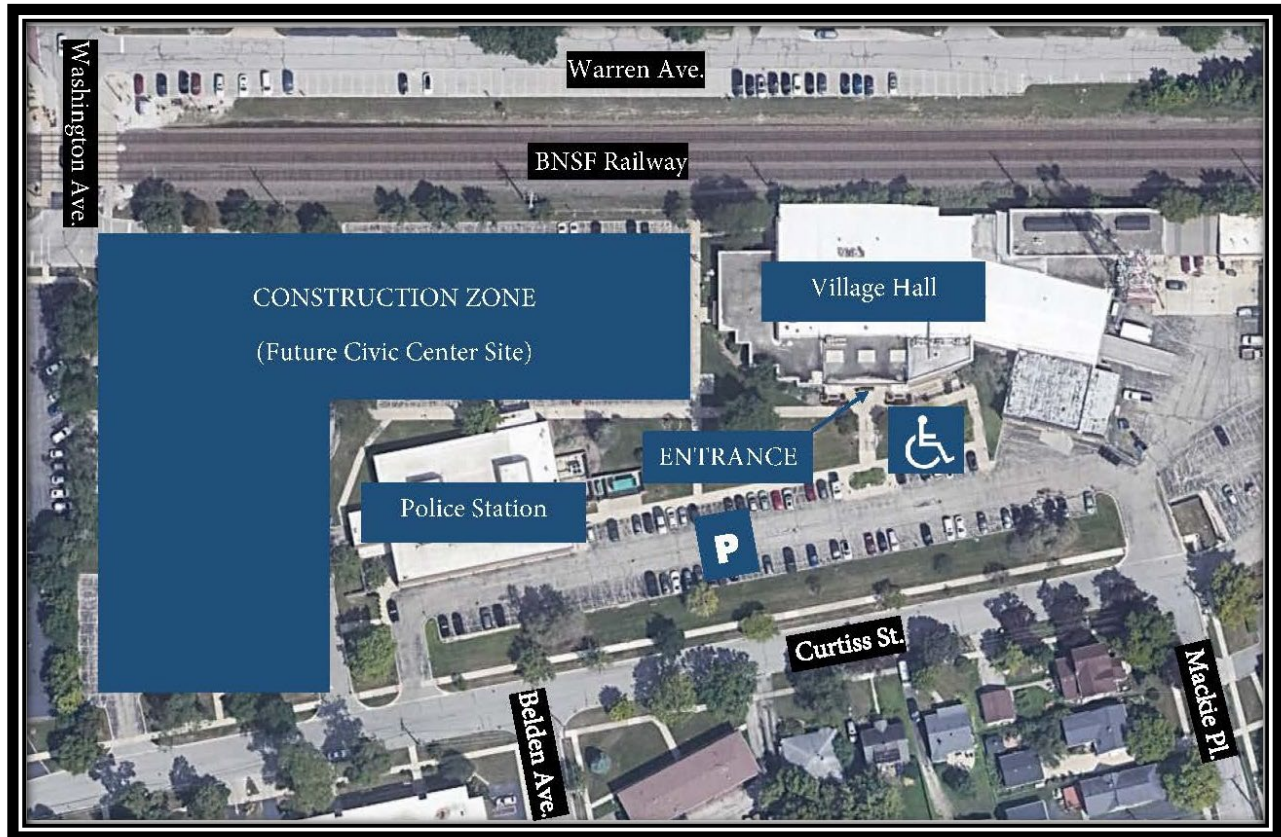 Washington Ave.
Warren Ave.
BNSF Railway
CONSTRUCTION ZONE
(Future Civic Center Site)
Village Hall
ENTRANCE
Police Station
P
Curtiss St.
Belden Ave.
Mackie Pl.